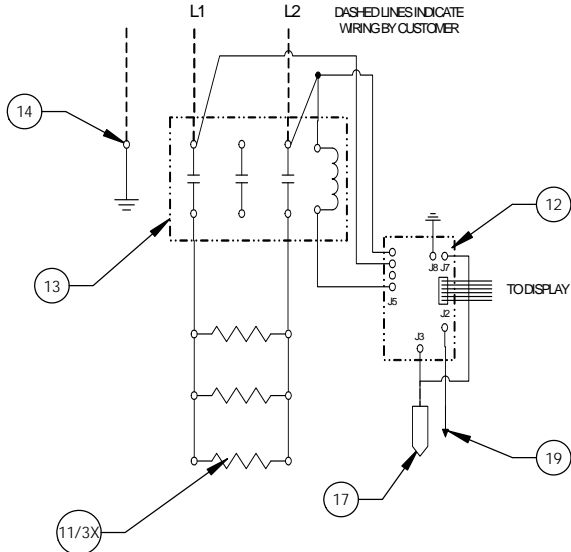 L1 L2 DASHED LINES INDICATE
WIRING BY CUSTOMER
14
12
13
J8 J7
TO DISPLAY
J5
J2
J3
19
17
11/3X